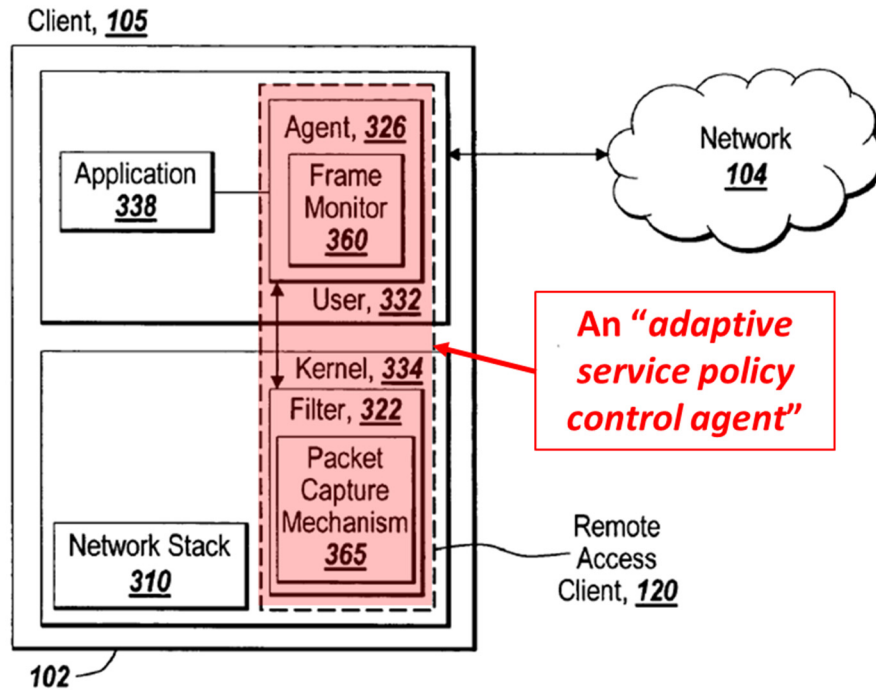 Client, 105
Agent, 326
Application
338
Frame
Monitor
360
Network
104
User, 332
An “adaptive
service policy
control agent”
Kernel, 334
Filter, 322
Packet
Capture
Mechanism
365
Network Stack
310
Remote
Access
Client, 120
102